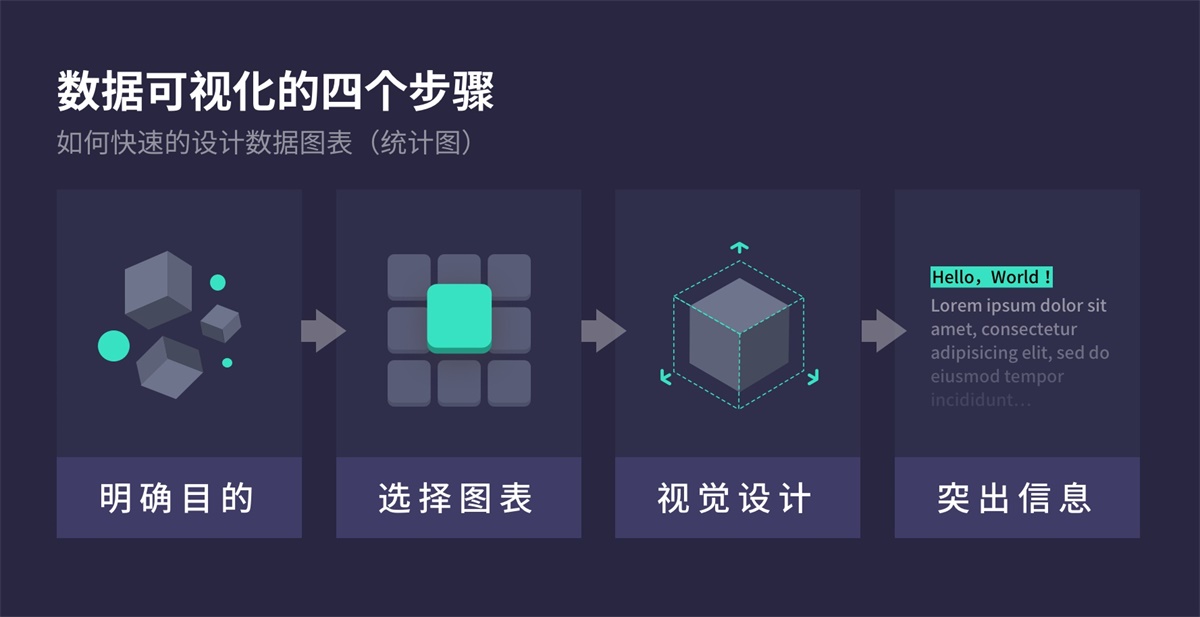 数据可视化的四个步骤
如何快速的设计数据图表（统计图）
明确目的
选择图表
视觉设计
Hello，World！
Lorem ipsum dolor sit
amet, consectetur
adipisicing elit, sed do
eiusmod tempor
incididunt...
突出信息